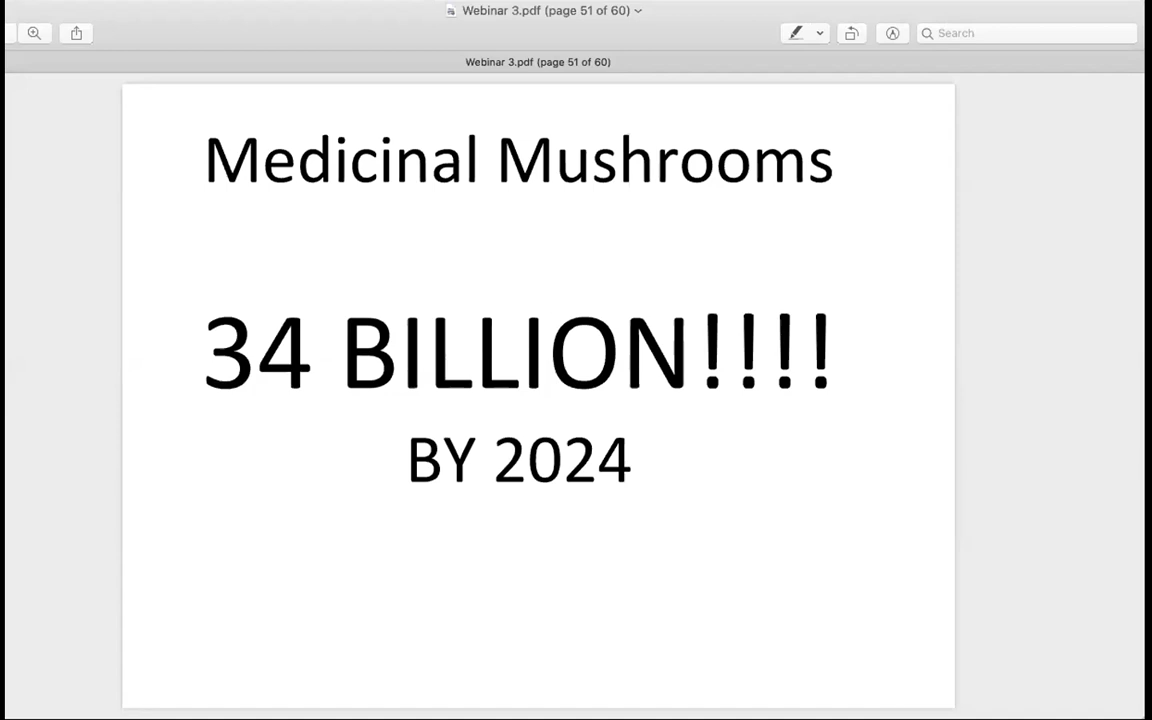 Webinar 3.pdf (page 51 of 60)
Search
Webinar 3.pdf (page 51 of 60)
Medicinal Mushrooms
34 BILLION!!!!
BY 2024